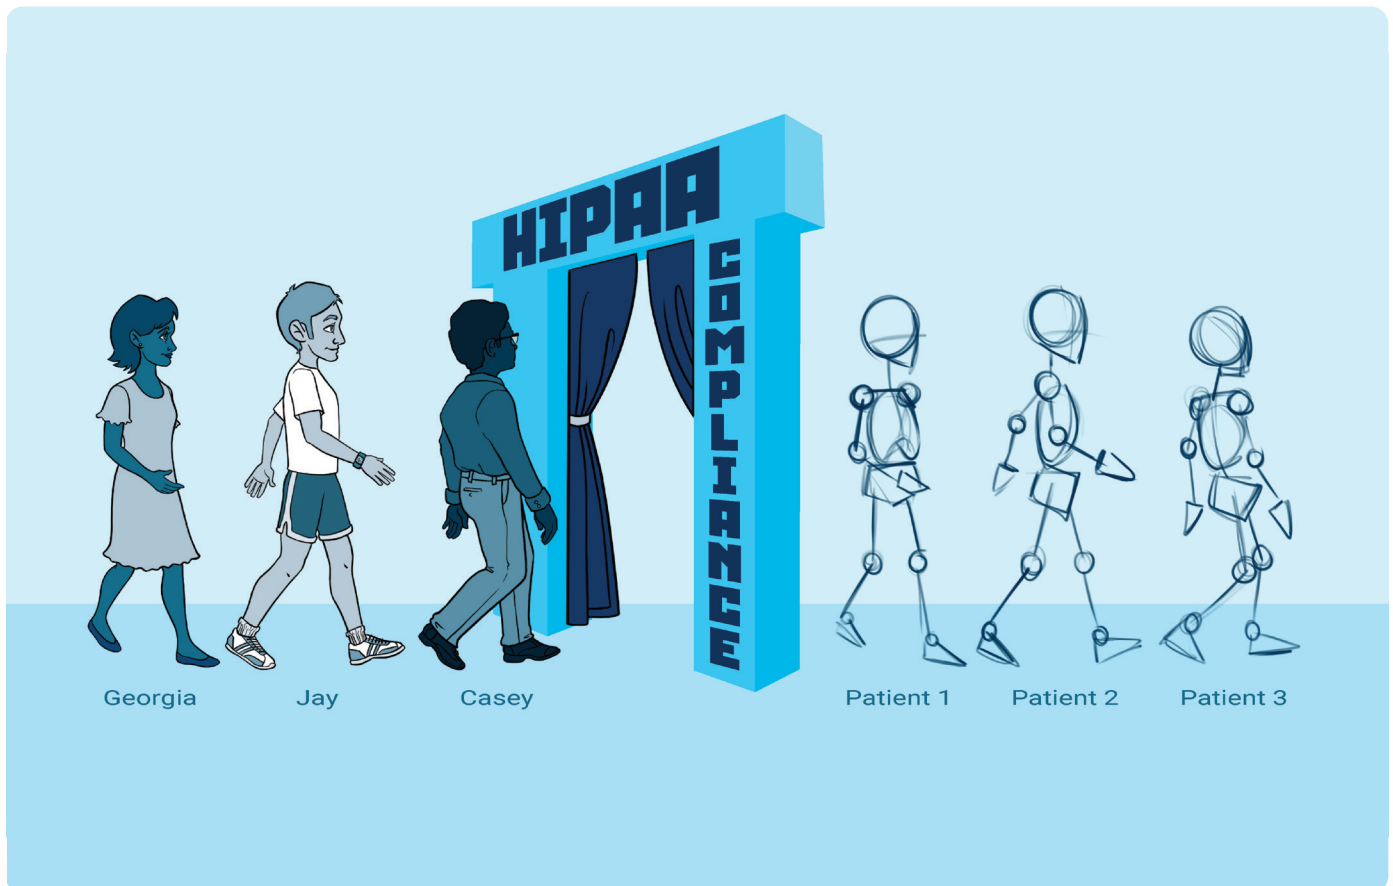 HIPAA
COMPLIANCE
Georgia
Jay
Casey
Patient 1
Patient 2
Patient 3